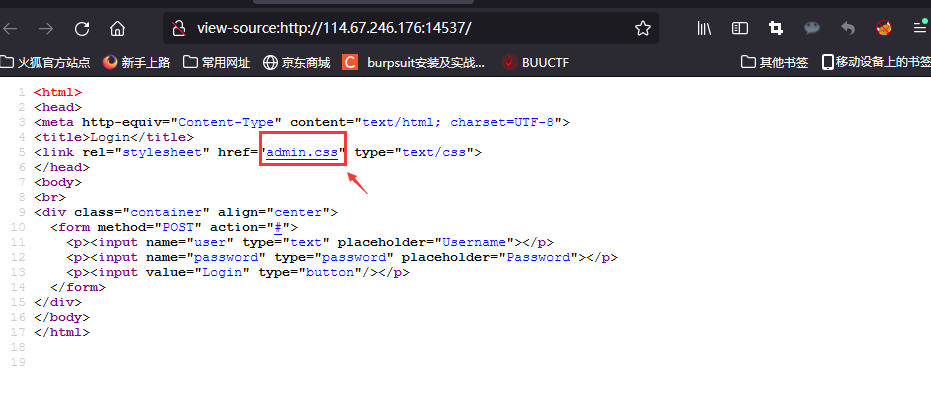 view-source:http://114.67.246.176:14537/
火狐官方站点 新手上路 常用网址 京东商城 C burpsuit安装及实战... BUUCTF 其他书签 移动设备上的书签
1 <html>
2 <head>
3 <meta http-equiv="Content-Type" content="text/html; charset=UTF-8">
4 <title>Login</title>
5 <link rel="stylesheet" href="admin.css" type="text/css">
6 </head>
7 <body>
8 <br>
9 <div class="container" align="center">
10 <form method="POST" action="#">
11 <p><input name="user" type="text" placeholder="Username"></p>
12 <p><input name="password" type="password" placeholder="Password"></p>
13 <p><input value="Login" type="button"/></p>
14 </form>
15 </div>
16 </body>
17 </html>
18
19